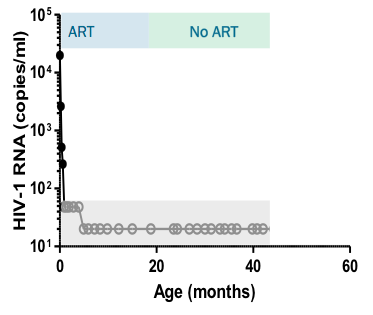 ART No ART
HIV-1 RNA (copies/ml)
10⁵
10⁴
10³
10²
10¹
0 20 40 60
Age (months)